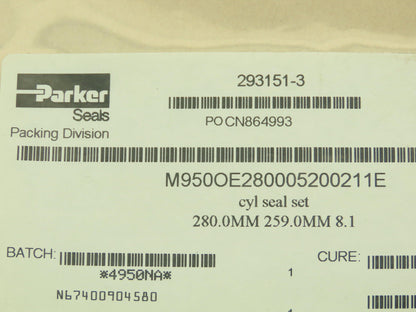 Parker
Seals
Packing Division
293151-3
PO CN864993
M950OE280005200211E
cyl seal set
280.0MM 259.0MM 8.1
BATCH:
*4950NA*
N67400904580
1
CURE:
1